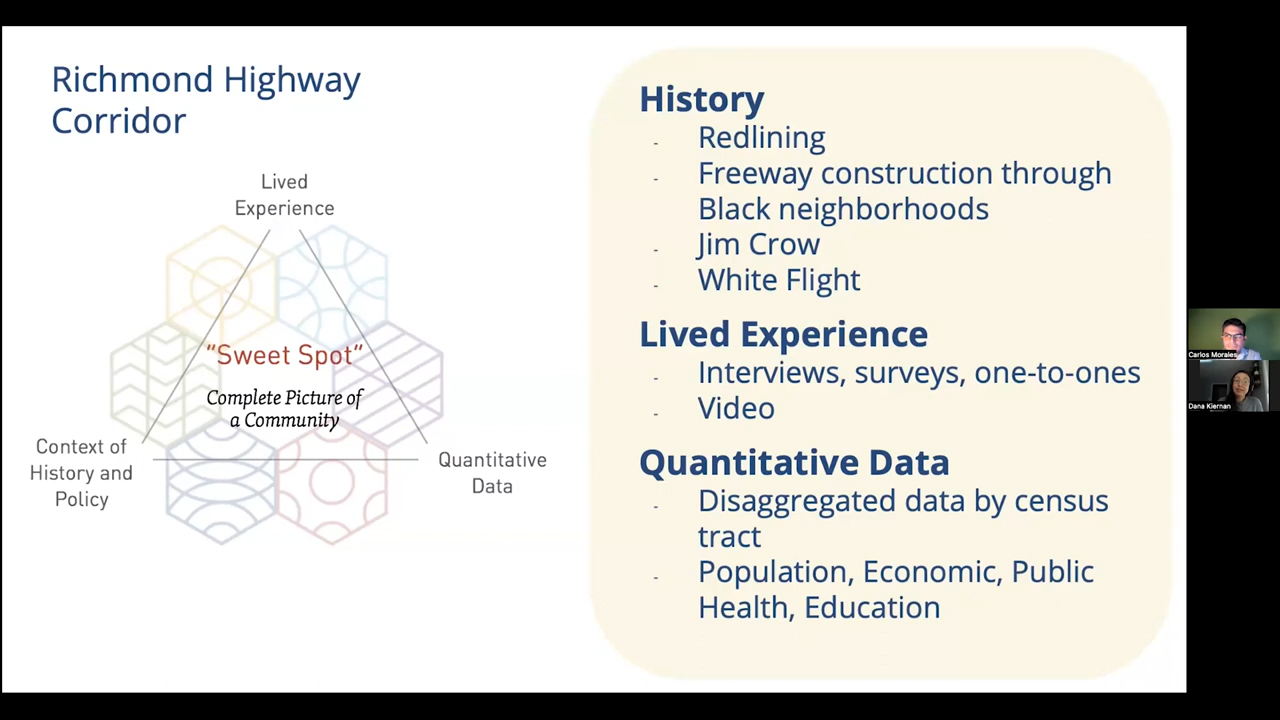 Richmond Highway
Corridor
Lived
Experience
"Sweet Spot"
Complete Picture of
a Community
Context of
History and
Policy
Quantitative
Data
History
- Redlining
- Freeway construction through
Black neighborhoods
- Jim Crow
- White Flight
Lived Experience
- Interviews, surveys, one-to-ones
- Video
Quantitative Data
- Disaggregated data by census
tract
- Population, Economic, Public
Health, Education
Carlos Morales
Dana Kiernan